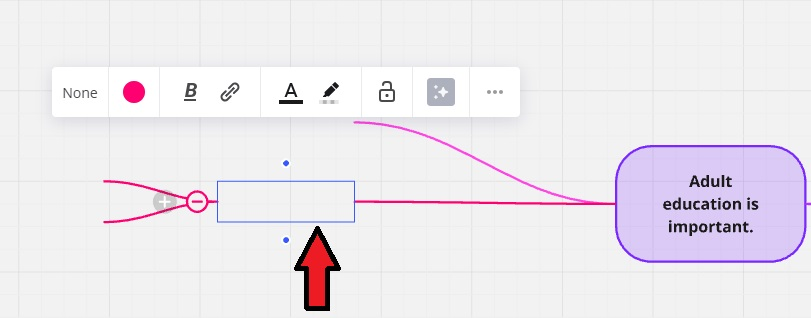 None
B
A
Adult
education is
important.